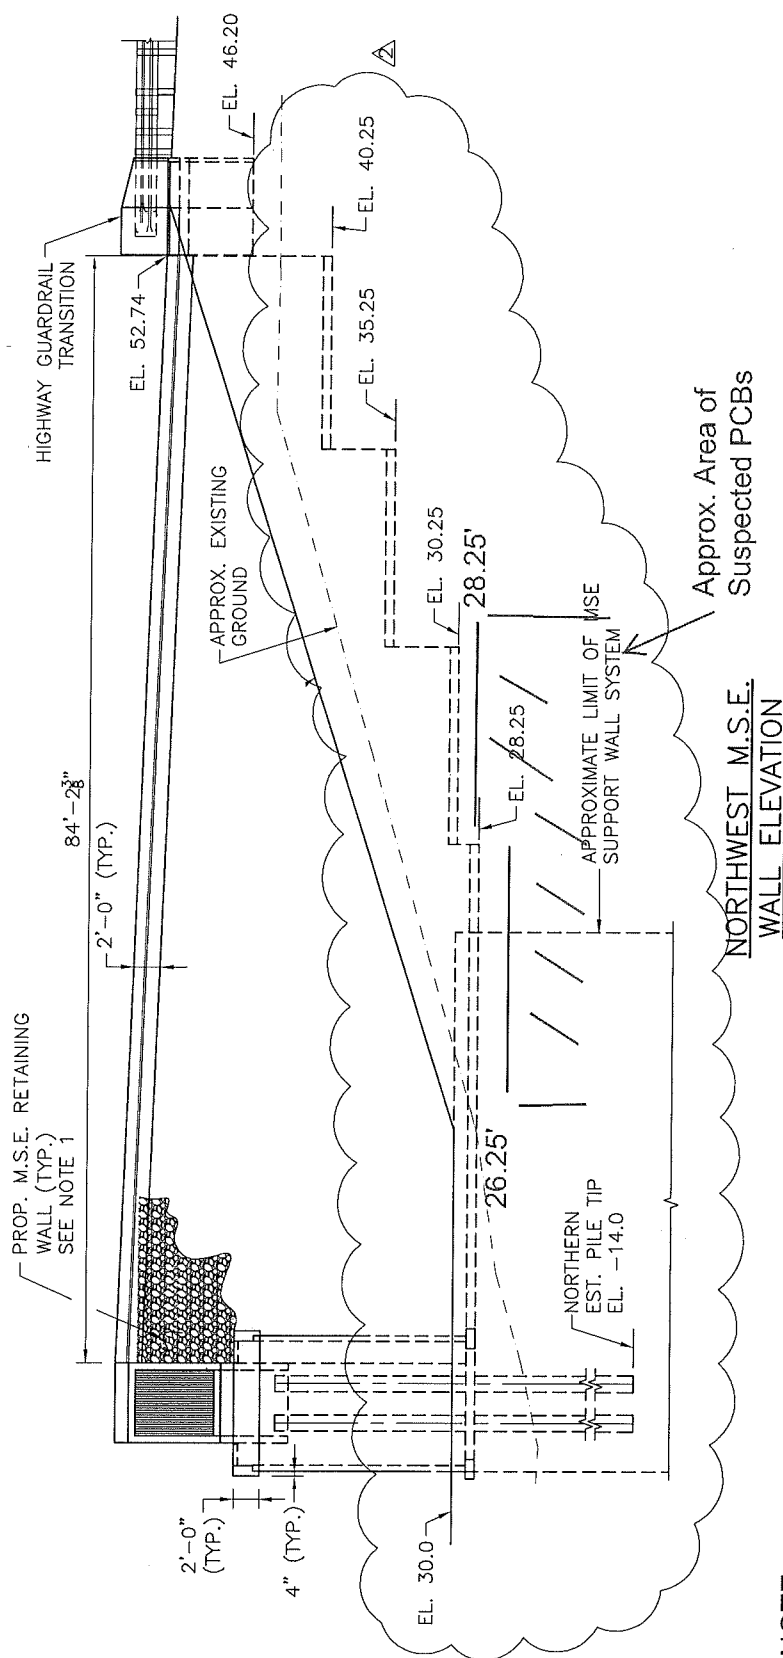 PROP. M.S.E. RETAINING
WALL (TYP.)
SEE NOTE 1
84'-2 3/8"
2'-0" (TYP.)
HIGHWAY GUARDRAIL
TRANSITION
EL. 52.74
EL. 46.20
2
EL. 40.25
EL. 35.25
APPROX. EXISTING
GROUND
EL. 30.25
28.25'
EL. 28.25
2'-0"
(TYP.)
4" (TYP.)
EL. 30.0
26.25'
NORTHERN
EST. PILE TIP
EL. -14.0
APPROXIMATE LIMIT OF MSE
SUPPORT WALL SYSTEM
Approx. Area of
Suspected PCBs
NORTHWEST M.S.E.
WALL ELEVATION
NOTE